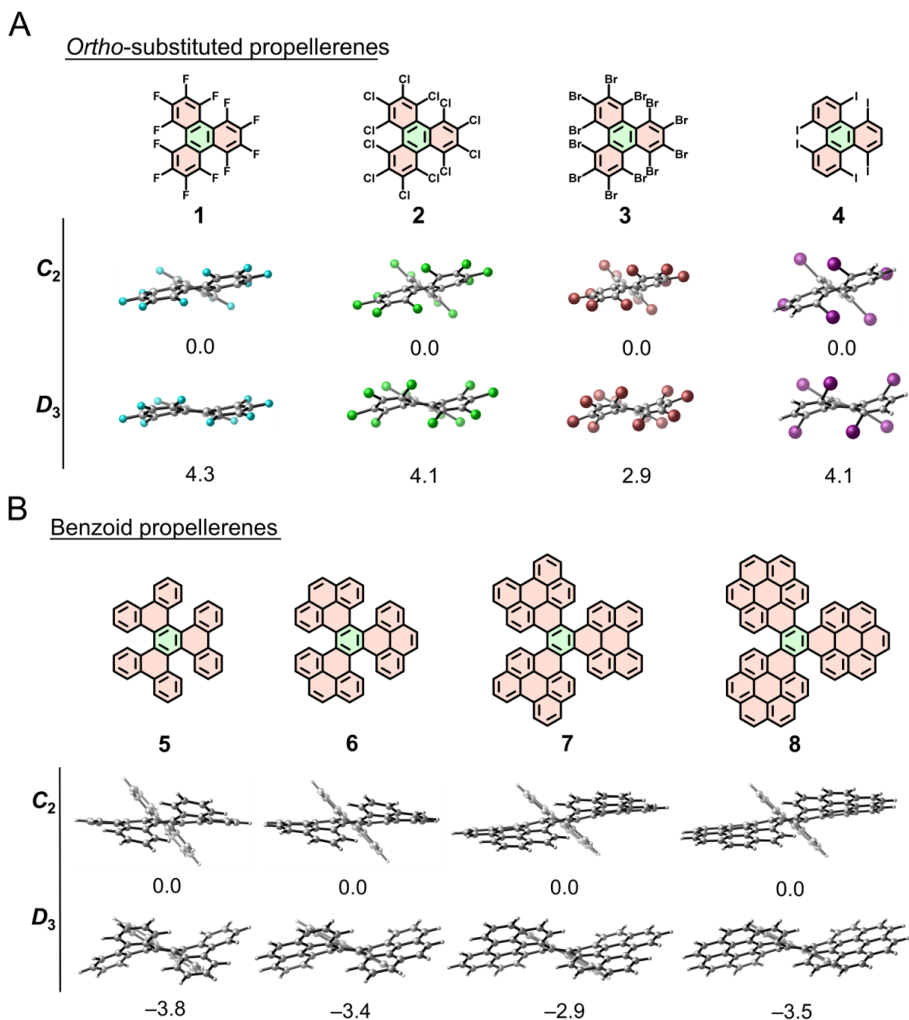 A
Ortho-substituted propellerenes
F
F F
F F F
F F
F F F
F
Cl
Cl Cl
Cl Cl Cl
Cl Cl
Cl Cl Cl
Cl
Br
Br Br
Br Br Br
Br Br
Br Br Br
Br
I
I
I
I
I
I
1 2 3 4
C2
0.0 0.0 0.0 0.0
D3
4.3 4.1 2.9 4.1
B
Benzoid propellerenes
5 6 7 8
C2
0.0 0.0 0.0 0.0
D3
–3.8 –3.4 –2.9 –3.5